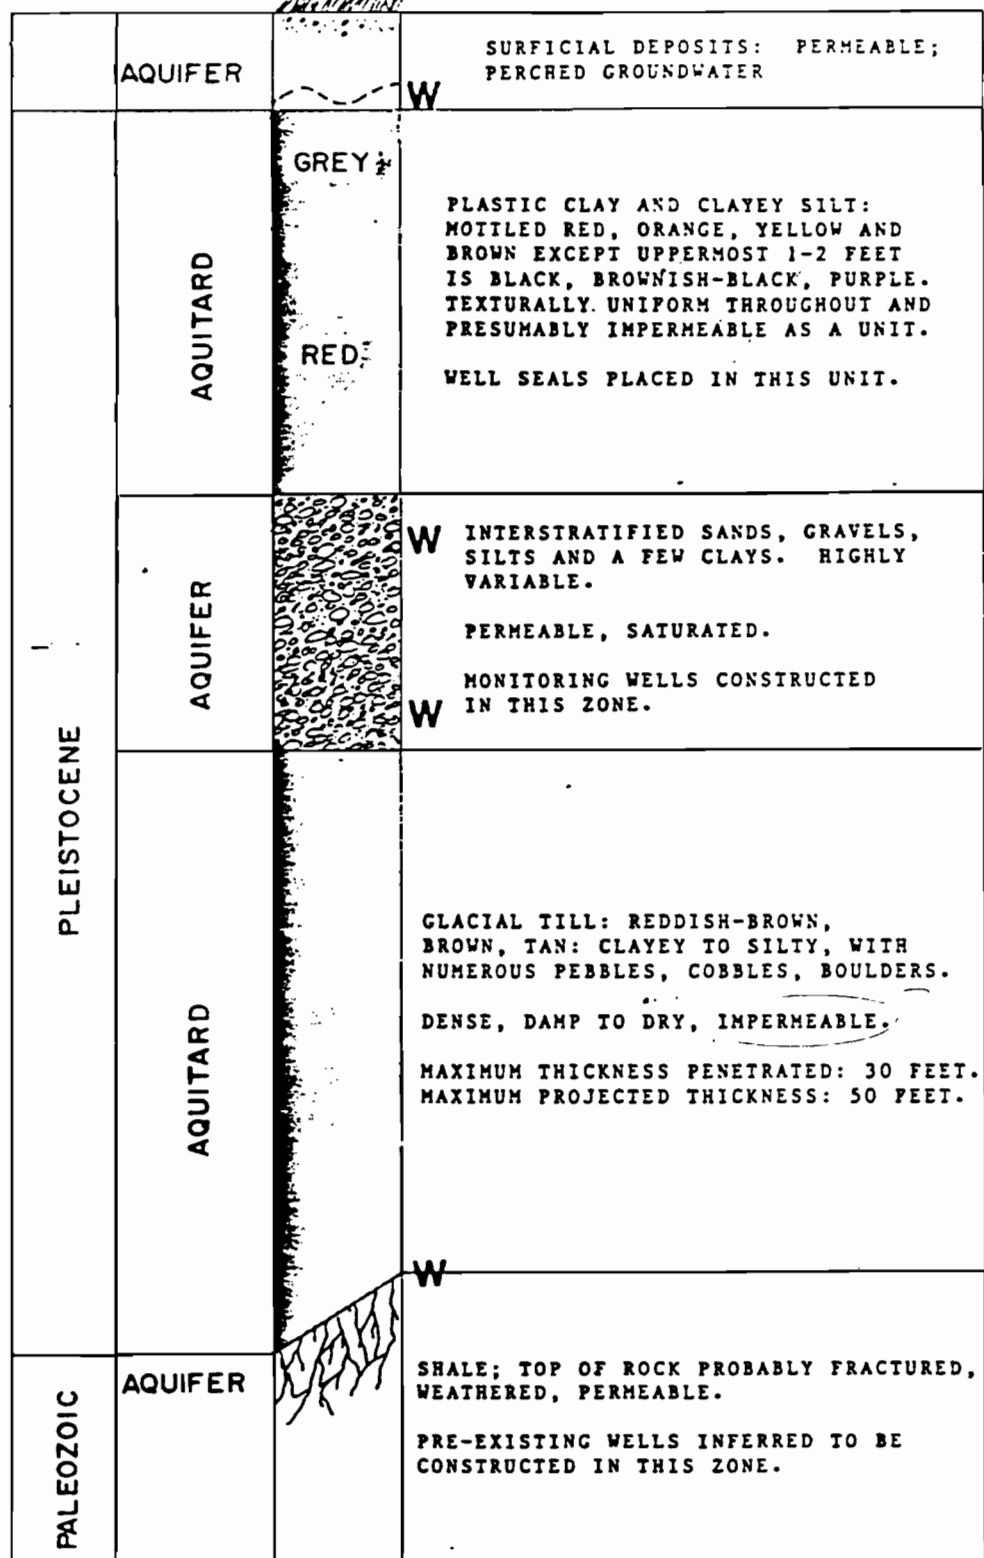 AQUIFER
SURFICIAL DEPOSITS: PERMEABLE;
PERCHED GROUNDWATER
W
PLEISTOCENE
AQUITARD
GREY
RED
PLASTIC CLAY AND CLAYEY SILT:
MOTTLED RED, ORANGE, YELLOW AND
BROWN EXCEPT UPPERMOST 1-2 FEET
IS BLACK, BROWNISH-BLACK, PURPLE.
TEXTURALLY UNIFORM THROUGHOUT AND
PRESUMABLY IMPERMEABLE AS A UNIT.
WELL SEALS PLACED IN THIS UNIT.
AQUIFER
W
INTERSTRATIFIED SANDS, GRAVELS,
SILTS AND A FEW CLAYS. HIGHLY
VARIABLE.
PERMEABLE, SATURATED.
MONITORING WELLS CONSTRUCTED
IN THIS ZONE.
W
AQUITARD
GLACIAL TILL: REDDISH-BROWN,
BROWN, TAN: CLAYEY TO SILTY, WITH
NUMEROUS PEBBLES, COBBLES, BOULDERS.
DENSE, DAMP TO DRY, IMPERMEABLE.
MAXIMUM THICKNESS PENETRATED: 30 FEET.
MAXIMUM PROJECTED THICKNESS: 50 FEET.
W
PALEOZOIC
AQUIFER
SHALE; TOP OF ROCK PROBABLY FRACTURED,
WEATHERED, PERMEABLE.
PRE-EXISTING WELLS INFERRED TO BE
CONSTRUCTED IN THIS ZONE.